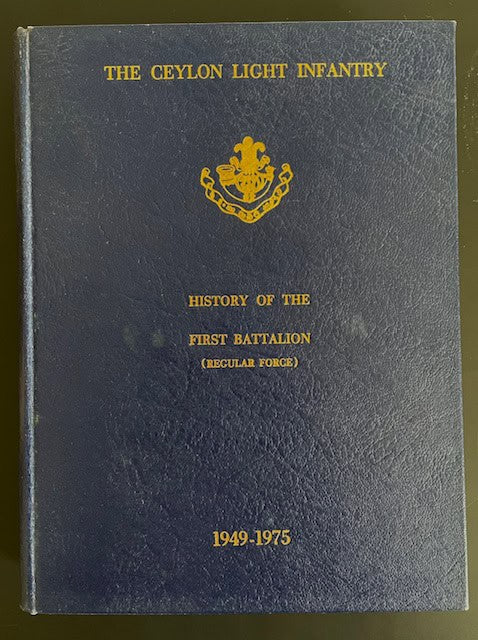 THE CEYLON LIGHT INFANTRY
HISTORY OF THE
FIRST BATTALION
(REGULAR FORCE)
1949-1975